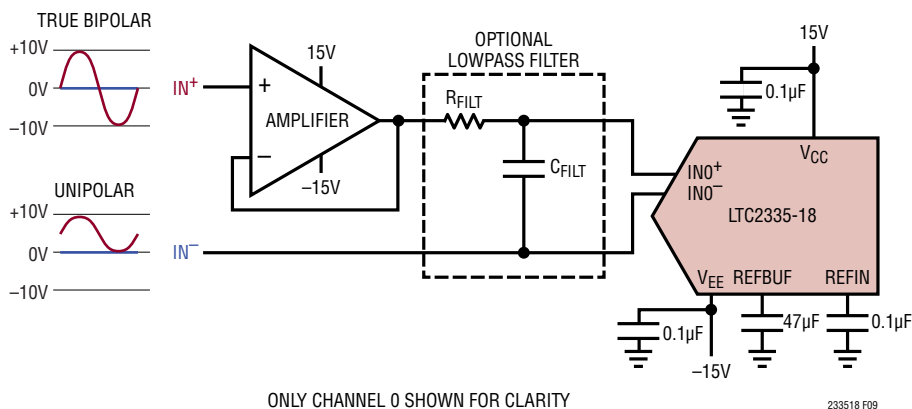 TRUE BIPOLAR
+10V
0V
–10V
UNIPOLAR
+10V
0V
–10V
IN+
IN–
15V
+
AMPLIFIER
–
–15V
OPTIONAL
LOWPASS FILTER
RFILT
CFILT
15V
0.1µF
VCC
IN0+
IN0–
LTC2335-18
VEE REFBUF REFIN
0.1µF
–15V
47µF
0.1µF
ONLY CHANNEL 0 SHOWN FOR CLARITY
233518 F09